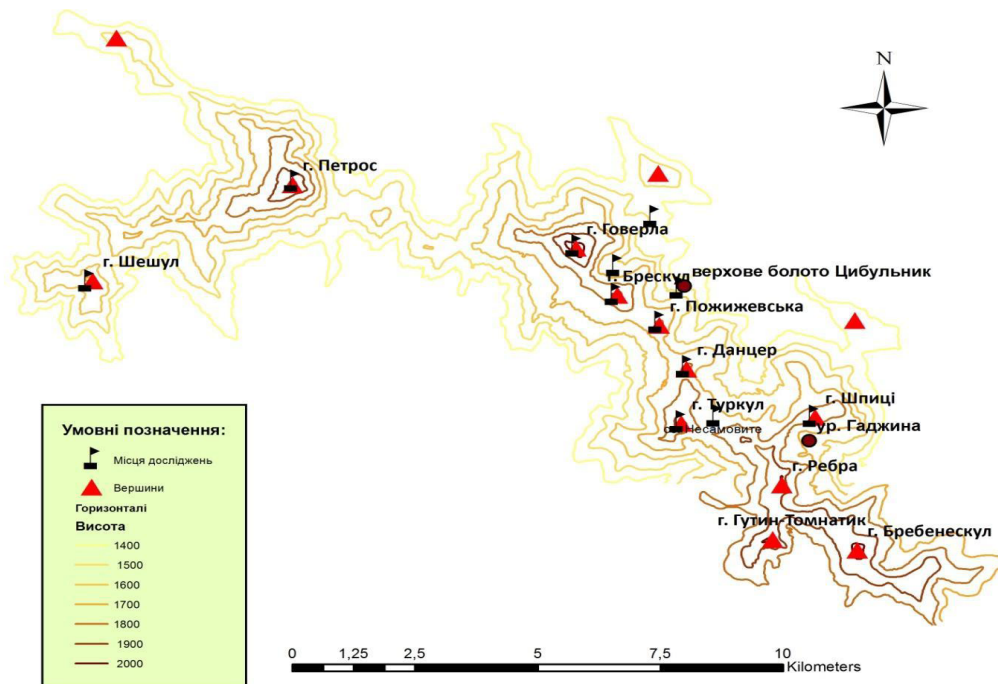 N
г. Петрос
г. Говерла
г. Шешул
г. Брескул
верхове болото Цибульник
г. Пожижевська
г. Данцер
г. Шпиці
г. Туркул
Несамовите
ур. Гаджина
г. Ребра
г. Гутин-Томнатик
г. Бребенескул
Умовні позначення:
Місця досліджень
Вершини
Горизонталі
Висота
1400
1500
1600
1700
1800
1900
2000
0 1,25 2,5 5 7,5 10
Kilometers